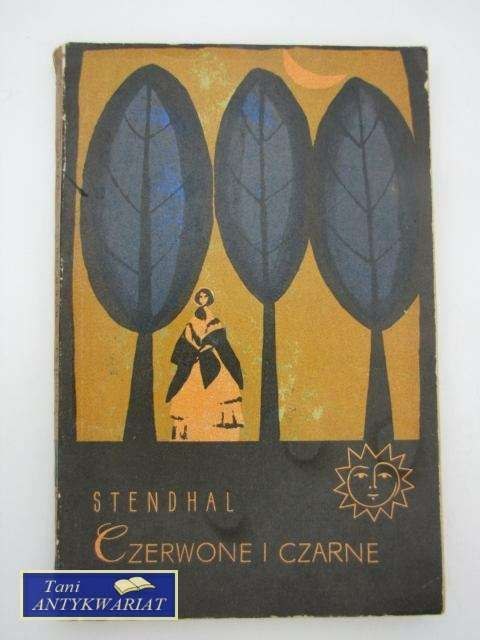 STENDHAL
CZERWONE I CZARNE
Tani
ANTYKWARIAT